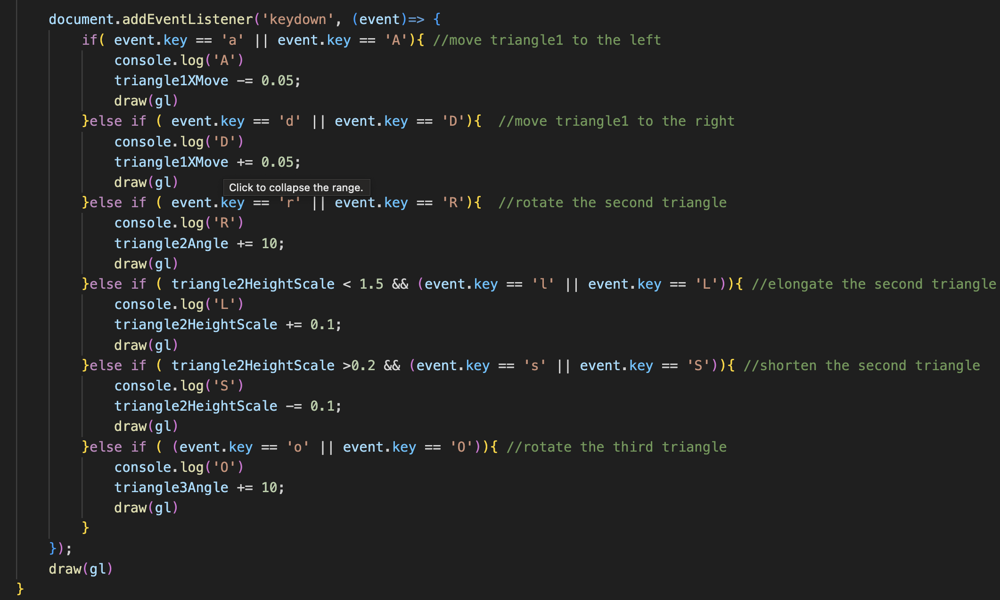 document.addEventListener('keydown', (event)=> {
if( event.key == 'a' || event.key == 'A'){ //move triangle1 to the left
console.log('A')
triangle1XMove -= 0.05;
draw(gl)
}else if ( event.key == 'd' || event.key == 'D'){  //move triangle1 to the right
console.log('D')
triangle1XMove += 0.05;
draw(gl)
Click to collapse the range.
}else if ( event.key == 'r' || event.key == 'R'){  //rotate the second triangle
console.log('R')
triangle2Angle += 10;
draw(gl)
}else if ( triangle2HeightScale < 1.5 && (event.key == 'l' || event.key == 'L')){ //elongate the second triangle
console.log('L')
triangle2HeightScale += 0.1;
draw(gl)
}else if ( triangle2HeightScale >0.2 && (event.key == 's' || event.key == 'S')){ //shorten the second triangle
console.log('S')
triangle2HeightScale -= 0.1;
draw(gl)
}else if ( (event.key == 'o' || event.key == 'O')){ //rotate the third triangle
console.log('O')
triangle3Angle += 10;
draw(gl)
}
});
draw(gl)
}